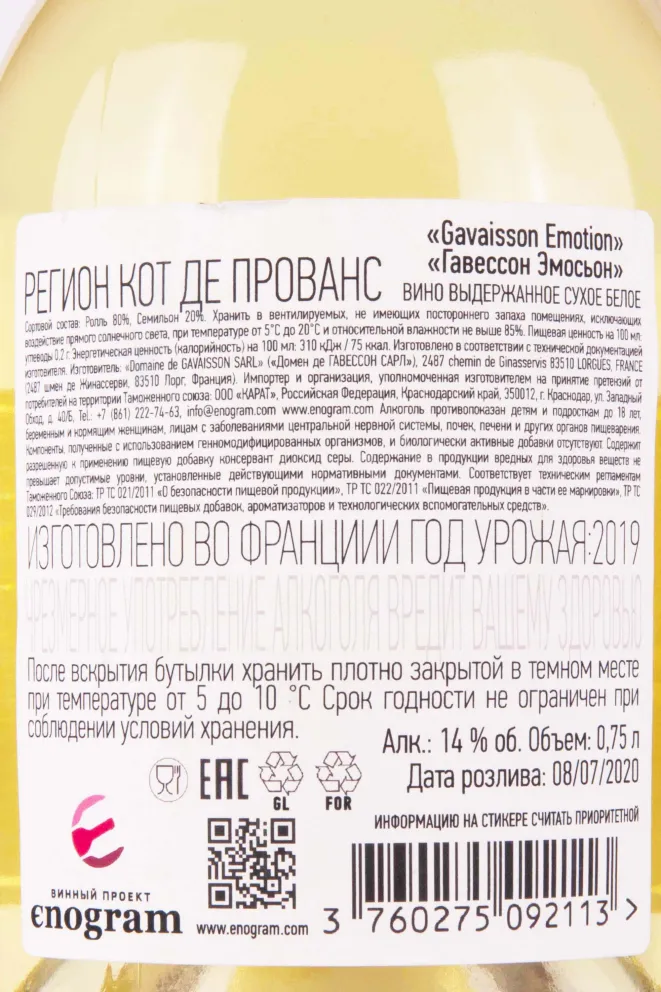 «Gavaisson Emotion»
«Гавессон Эмосьон»
РЕГИОН КОТ ДЕ ПРОВАНС
ВИНО ВЫДЕРЖАННОЕ СУХОЕ БЕЛОЕ
Сортовой состав: Ролль 80%, Семильон 20%. Хранить в вентилируемых, не имеющих постороннего запаха помещениях, исключающих
воздействие прямого солнечного света, при температуре от 5°С до 20°С и относительной влажности не выше 85%. Пищевая ценность на 100 мл:
углеводы 0,2 г. Энергетическая ценность (калорийность) на 100 мл: 310 кДж / 75 ккал. Изготовлено в соответствии с технической документацией
изготовителя. Изготовитель: «Domaine de GAVAISSON SARL» («Домен де ГАВЕССОН САРЛ»), 2487 chemin de Ginasservis 83510 LORGUES, FRANCE
(2487 шмен де Жинассерви, 83510 Лорг, Франция). Импортер и организация, уполномоченная изготовителем на принятие претензий от
потребителей на территории Таможенного союза: ООО «КАРАТ», Российская Федерация, Краснодарский край, 350012, г. Краснодар, ул. Западный
Обход, д. 40/Б, Tel.: +7 (861) 222-74-63, info@enogram.com www.enogram.com Алкоголь противопоказан детям и подросткам до 18 лет,
беременным и кормящим женщинам, лицам с заболеваниями центральной нервной системы, почек, печени и других органов пищеварения.
Компоненты, полученные с использованием генномодифицированных организмов, и биологически активные добавки отсутствуют. Содержит
разрешенную к применению пищевую добавку консервант диоксид серы. Содержание в продукции вредных для здоровья веществ не
превышает допустимые уровни, установленные действующими нормативными документами. Соответствует техническим регламентам
Таможенного Союза: ТР ТС 021/2011 «О безопасности пищевой продукции», ТР ТС 022/2011 «Пищевая продукция в части ее маркировки», ТР ТС
029/2012 «Требования безопасности пищевых добавок, ароматизаторов и технологических вспомогательных средств».
ИЗГОТОВЛЕНО ВО ФРАНЦИИИ ГОД УРОЖАЯ:2019
ЧРЕЗМЕРНОЕ УПОТРЕБЛЕНИЕ АЛКОГОЛЯ ВРЕДИТ ВАШЕМУ ЗДОРОВЬЮ
После вскрытия бутылки хранить плотно закрытой в темном месте
при температуре от 5 до 10 °С Срок годности не ограничен при
соблюдении условий хранения.
Алк.: 14 % об. Объем: 0,75 л
Дата розлива: 08/07/2020
EAC
GL
FOR
ИНФОРМАЦИЮ НА СТИКЕРЕ СЧИТАТЬ ПРИОРИТЕТНОЙ
ВИННЫЙ ПРОЕКТ
enogram
www.enogram.com
3 760275 092113 >